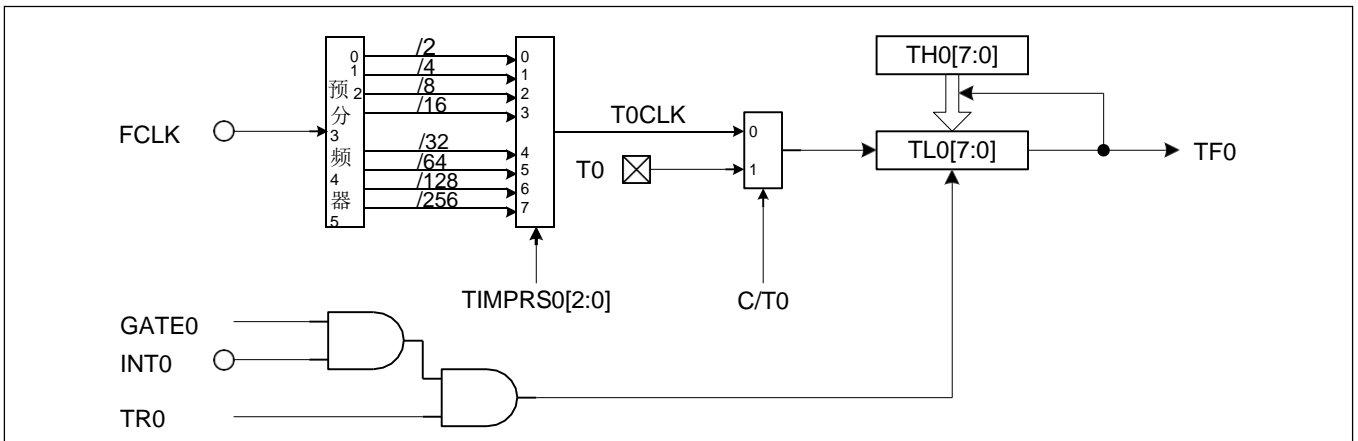 FCLK
预分频器
0
1
2
3
4
5
/2
/4
/8
/16
/32
/64
/128
/256
0
1
2
3
4
5
6
7
TIMPRS0[2:0]
T0CLK
T0
0
1
C/T0
TH0[7:0]
TL0[7:0]
TF0
GATE0
INT0
TR0